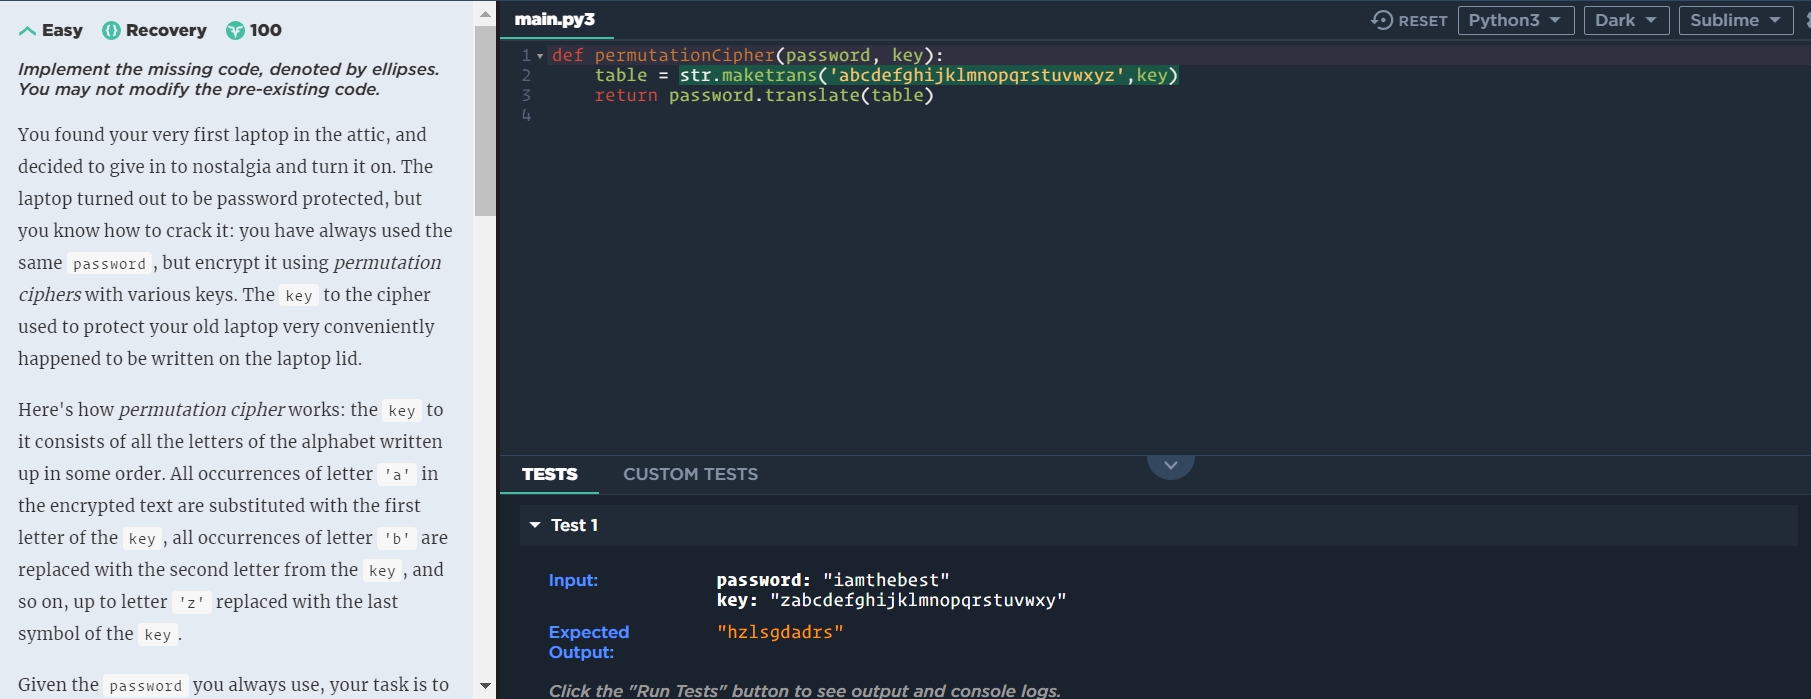 Easy Recovery 100
Implement the missing code, denoted by ellipses.
You may not modify the pre-existing code.
You found your very first laptop in the attic, and
decided to give in to nostalgia and turn it on. The
laptop turned out to be password protected, but
you know how to crack it: you have always used the
same password , but encrypt it using permutation
ciphers with various keys. The key to the cipher
used to protect your old laptop very conveniently
happened to be written on the laptop lid.
Here's how permutation cipher works: the key to
it consists of all the letters of the alphabet written
up in some order. All occurrences of letter 'a' in
the encrypted text are substituted with the first
letter of the key , all occurrences of letter 'b' are
replaced with the second letter from the key , and
so on, up to letter 'z' replaced with the last
symbol of the key .
Given the password you always use, your task is to
main.py3 RESET Python3 Dark Sublime
1 def permutationCipher(password, key):
2 table = str.maketrans('abcdefghijklmnopqrstuvwxyz',key)
3 return password.translate(table)
4
TESTS CUSTOM TESTS
Test 1
Input: password: "iamthebest"
key: "zabcdefghijklmnopqrstuvwxy"
Expected "hzlsgdadrs"
Output:
Click the "Run Tests" button to see output and console logs.